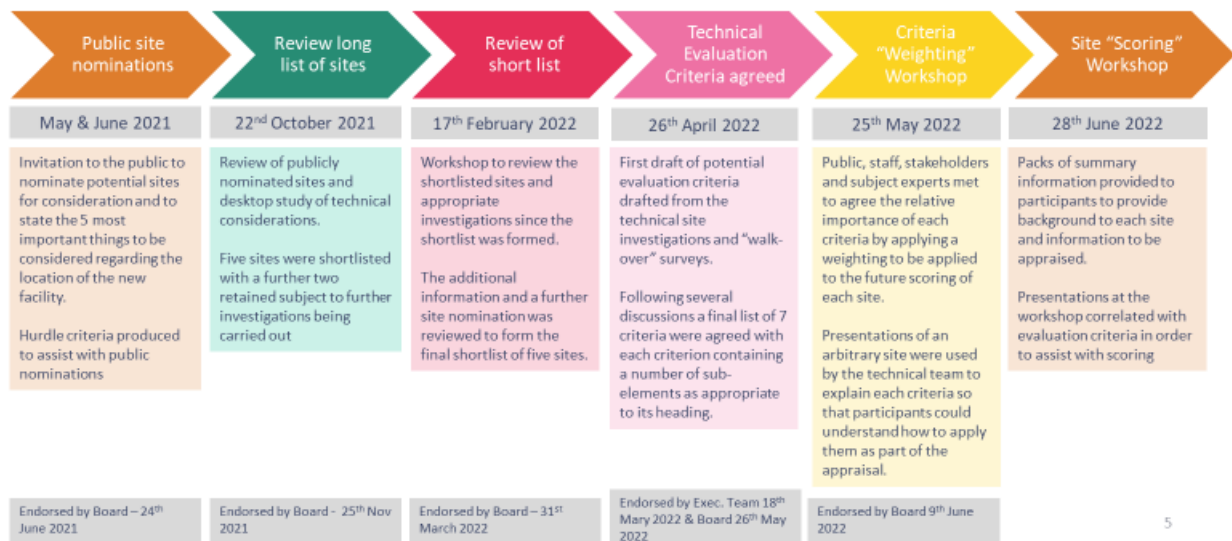 Public site
nominations
Review long
list of sites
Review of
short list
Technical
Evaluation
Criteria agreed
Criteria
"Weighting"
Workshop
Site "Scoring"
Workshop
May & June 2021
22nd October 2021
17th February 2022
26th April 2022
25th May 2022
28th June 2022
Invitation to the public to
nominate potential sites
for consideration and to
state the 5 most
important things to be
considered regarding the
location of the new
facility.
Hurdle criteria produced
to assist with public
nominations
Review of publicly
nominated sites and
desktop study of technical
considerations.
Five sites were shortlisted
with a further two
retained subject to further
investigations being
carried out
Workshop to review the
shortlisted sites and
appropriate
investigations since the
shortlist was formed.
The additional
information and a further
site nomination was
reviewed to form the
final shortlist of five sites.
First draft of potential
evaluation criteria
drafted from the
technical site
investigations and "walk-
over" surveys.
Following several
discussions a final list of 7
criteria were agreed with
each criterion containing
a number of sub-
elements as appropriate
to its heading.
Public, staff, stakeholders
and subject experts met
to agree the relative
importance of each
criteria by applying a
weighting to be applied
to the future scoring of
each site.
Presentations of an
arbitrary site were used
by the technical team to
explain each criteria so
that participants could
understand how to apply
them as part of the
appraisal.
Packs of summary
information provided to
participants to provide
background to each site
and information to be
appraised.
Presentations at the
workshop correlated with
evaluation criteria in order
to assist with scoring
Endorsed by Board – 24th
June 2021
Endorsed by Board - 25th Nov
2021
Endorsed by Board – 31st
March 2022
Endorsed by Exec. Team 18th
Mary 2022 & Board 26th May
2022
Endorsed by Board 9th June
2022
5